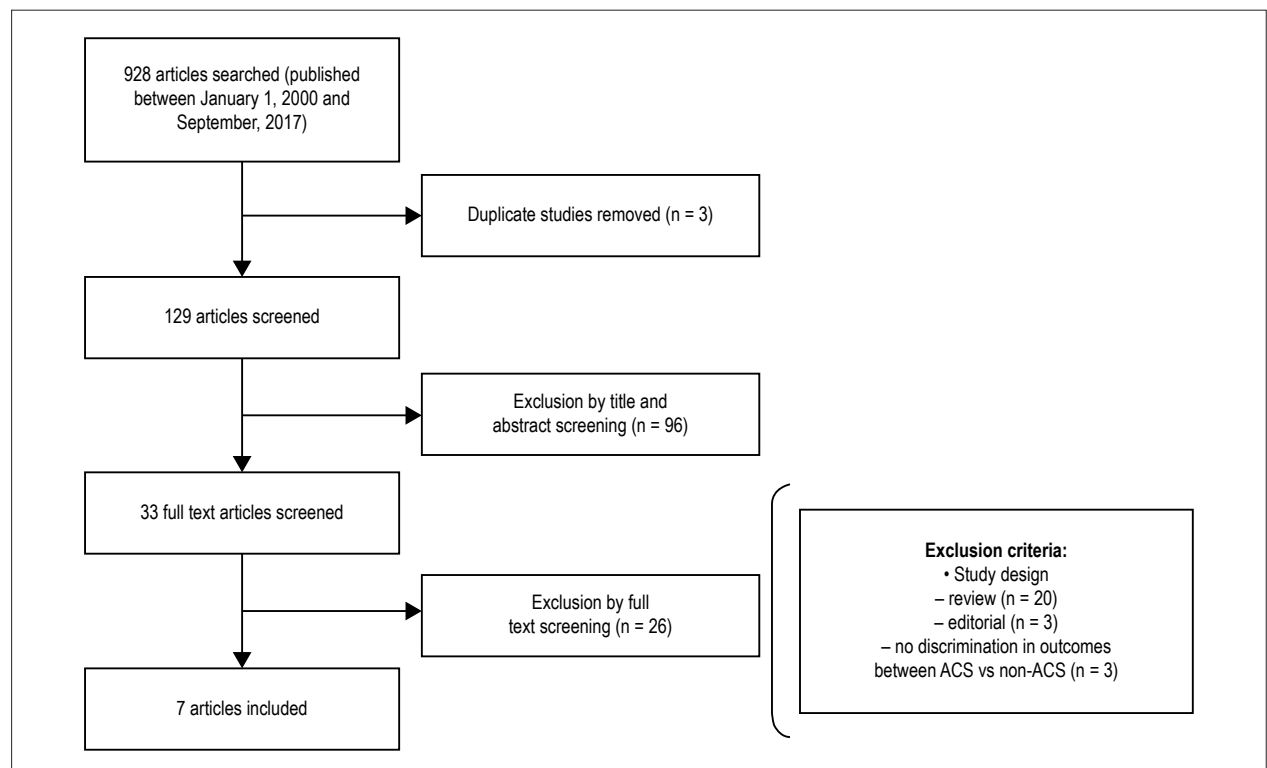 928 articles searched (published
between January 1, 2000 and
September, 2017)
Duplicate studies removed (n = 3)
129 articles screened
Exclusion by title and
abstract screening (n = 96)
33 full text articles screened
Exclusion by full
text screening (n = 26)
Exclusion criteria:
• Study design
– review (n = 20)
– editorial (n = 3)
– no discrimination in outcomes
between ACS vs non-ACS (n = 3)
7 articles included